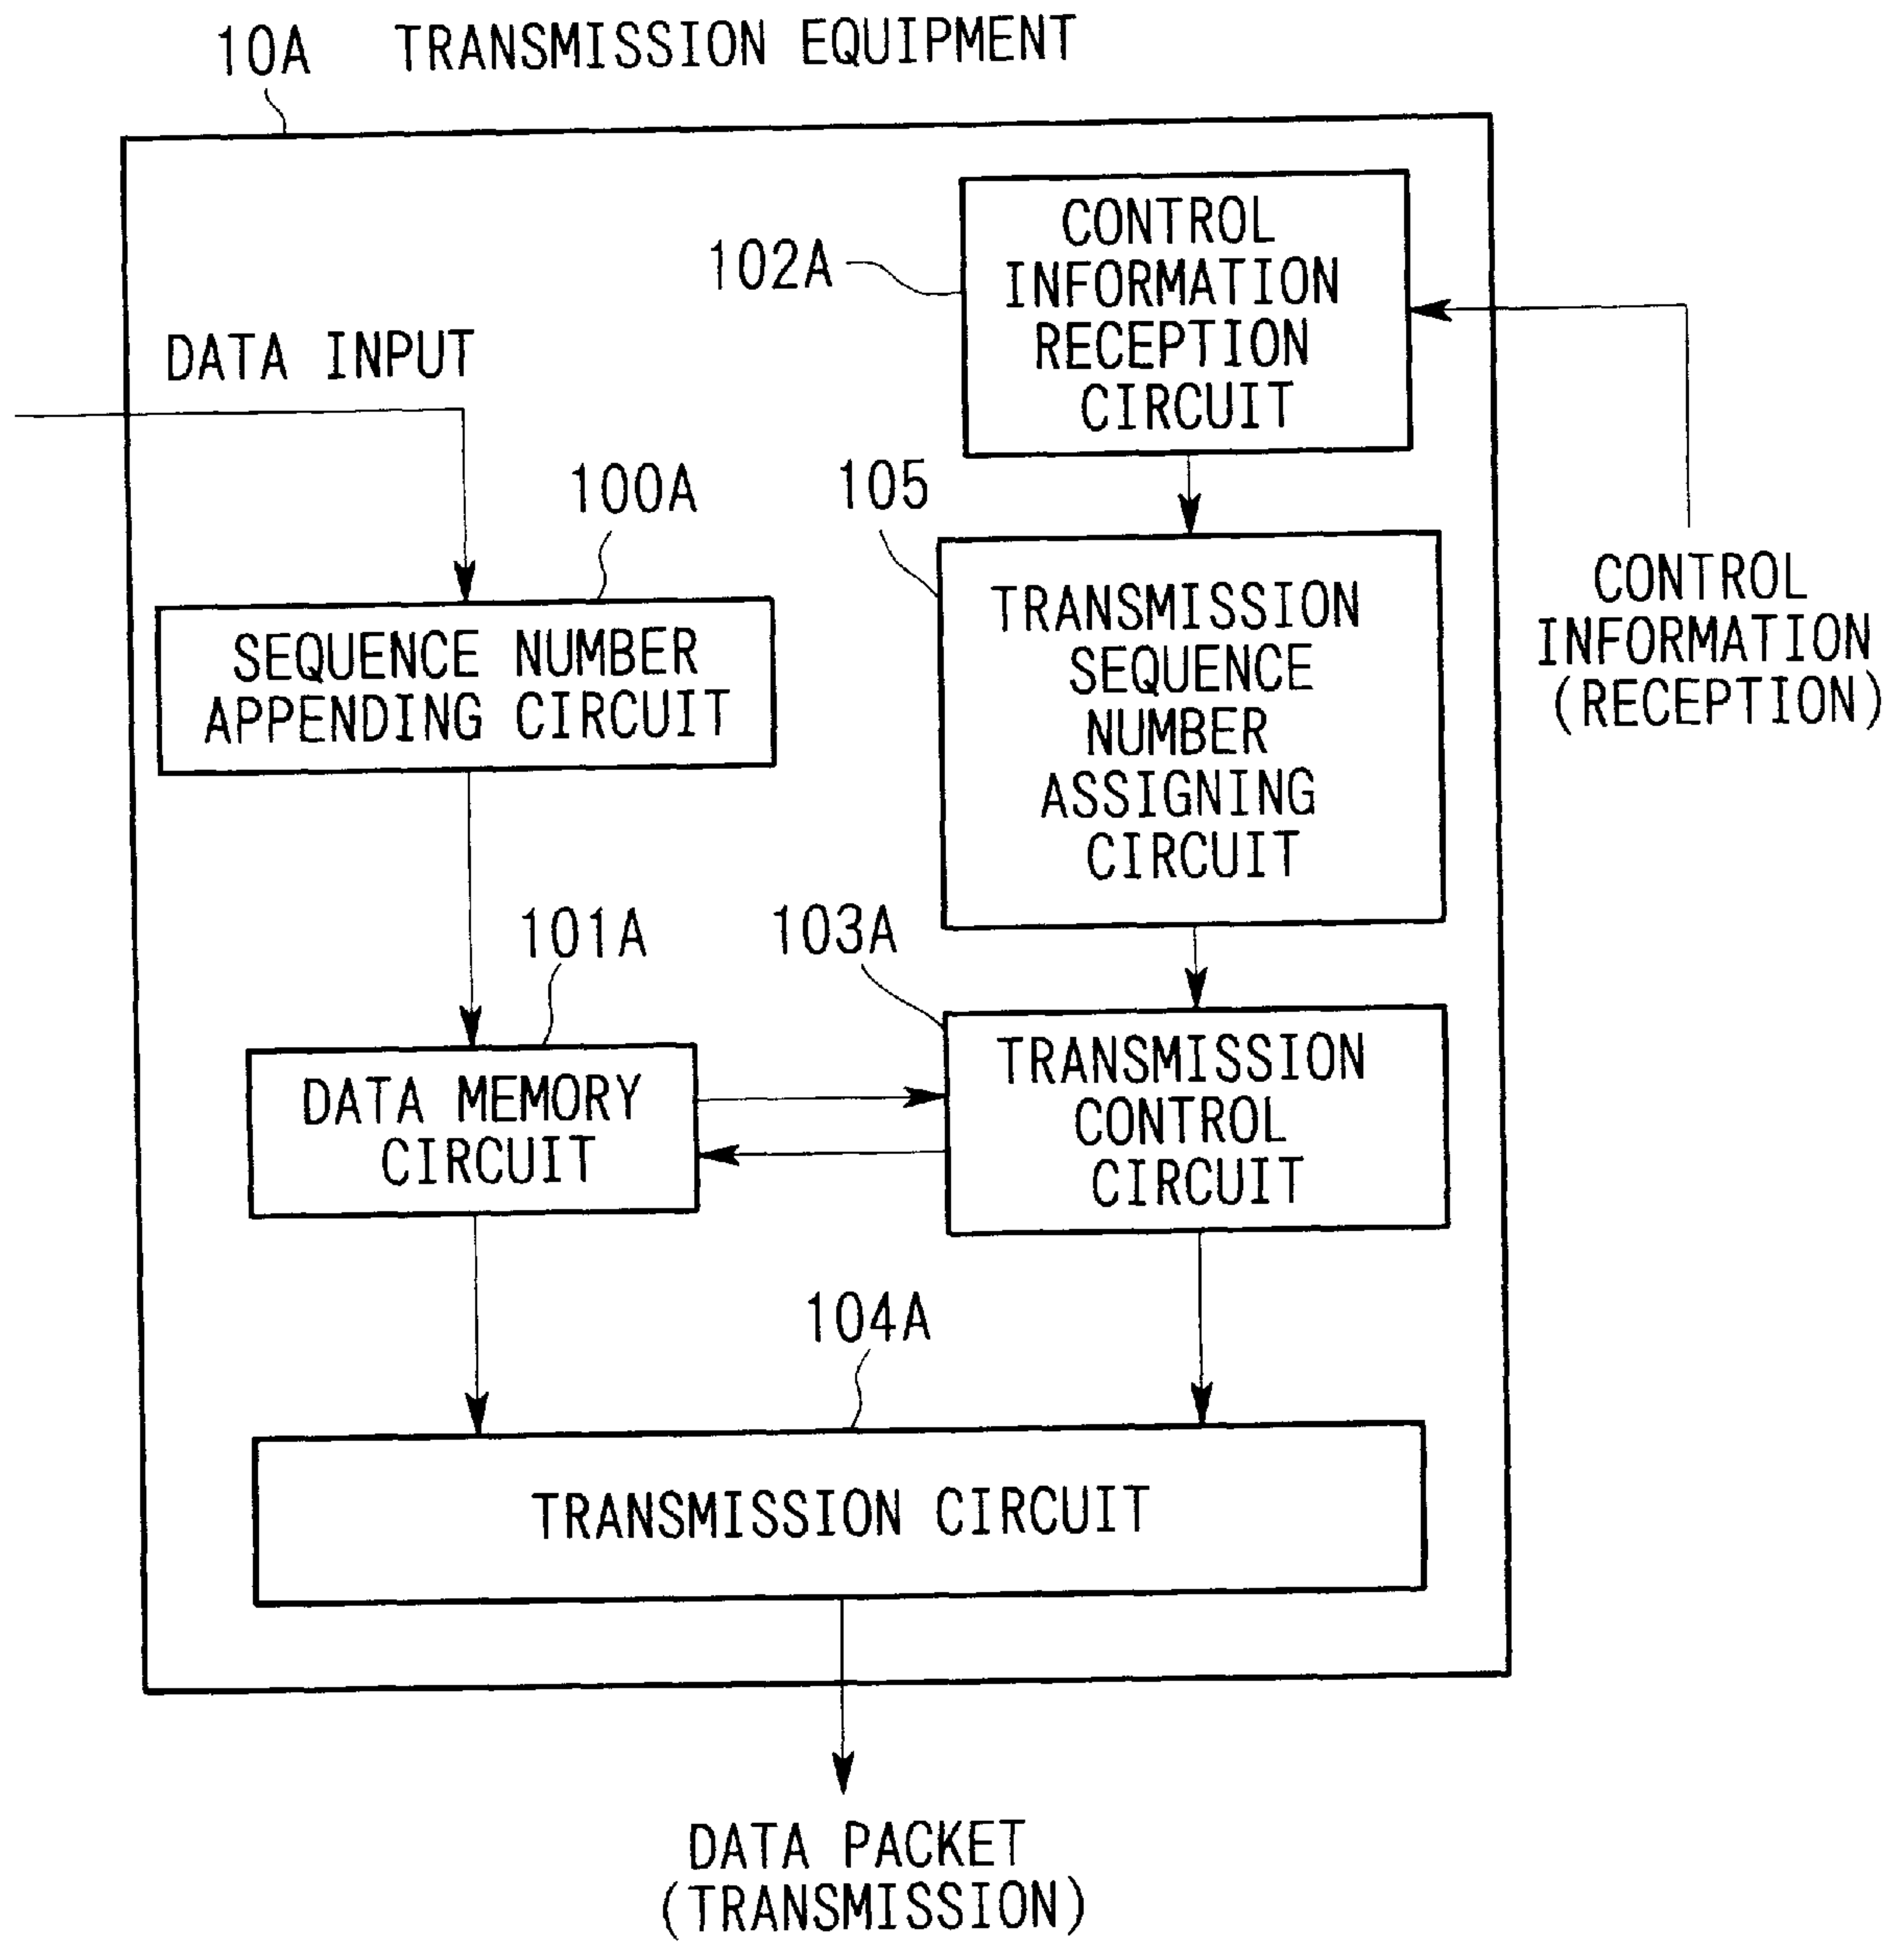 10A TRANSMISSION EQUIPMENT
CONTROL
INFORMATION
RECEPTION
CIRCUIT
102A
DATA INPUT
100A
105
SEQUENCE NUMBER
APPENDING CIRCUIT
TRANSMISSION
SEQUENCE
NUMBER
ASSIGNING
CIRCUIT
CONTROL
INFORMATION
(RECEPTION)
101A
103A
DATA MEMORY
CIRCUIT
TRANSMISSION
CONTROL
CIRCUIT
104A
TRANSMISSION CIRCUIT
DATA PACKET
(TRANSMISSION)